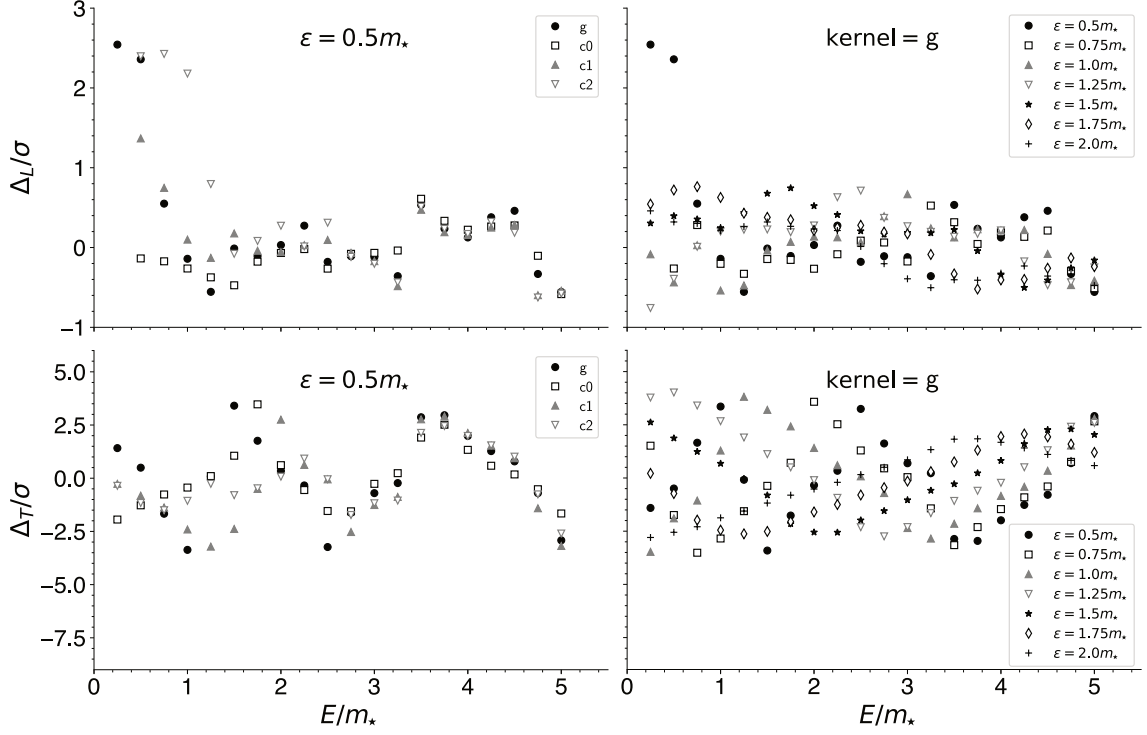 3
2
1
0
−1
Δ_L/σ
ε = 0.5m⋆
g
c0
c1
c2
kernel = g
ε = 0.5m⋆
ε = 0.75m⋆
ε = 1.0m⋆
ε = 1.25m⋆
ε = 1.5m⋆
ε = 1.75m⋆
ε = 2.0m⋆
5.0
2.5
0.0
−2.5
−5.0
−7.5
Δ_T/σ
ε = 0.5m⋆
g
c0
c1
c2
0 1 2 3 4 5
E/m⋆
kernel = g
ε = 0.5m⋆
ε = 0.75m⋆
ε = 1.0m⋆
ε = 1.25m⋆
ε = 1.5m⋆
ε = 1.75m⋆
ε = 2.0m⋆
0 1 2 3 4 5
E/m⋆